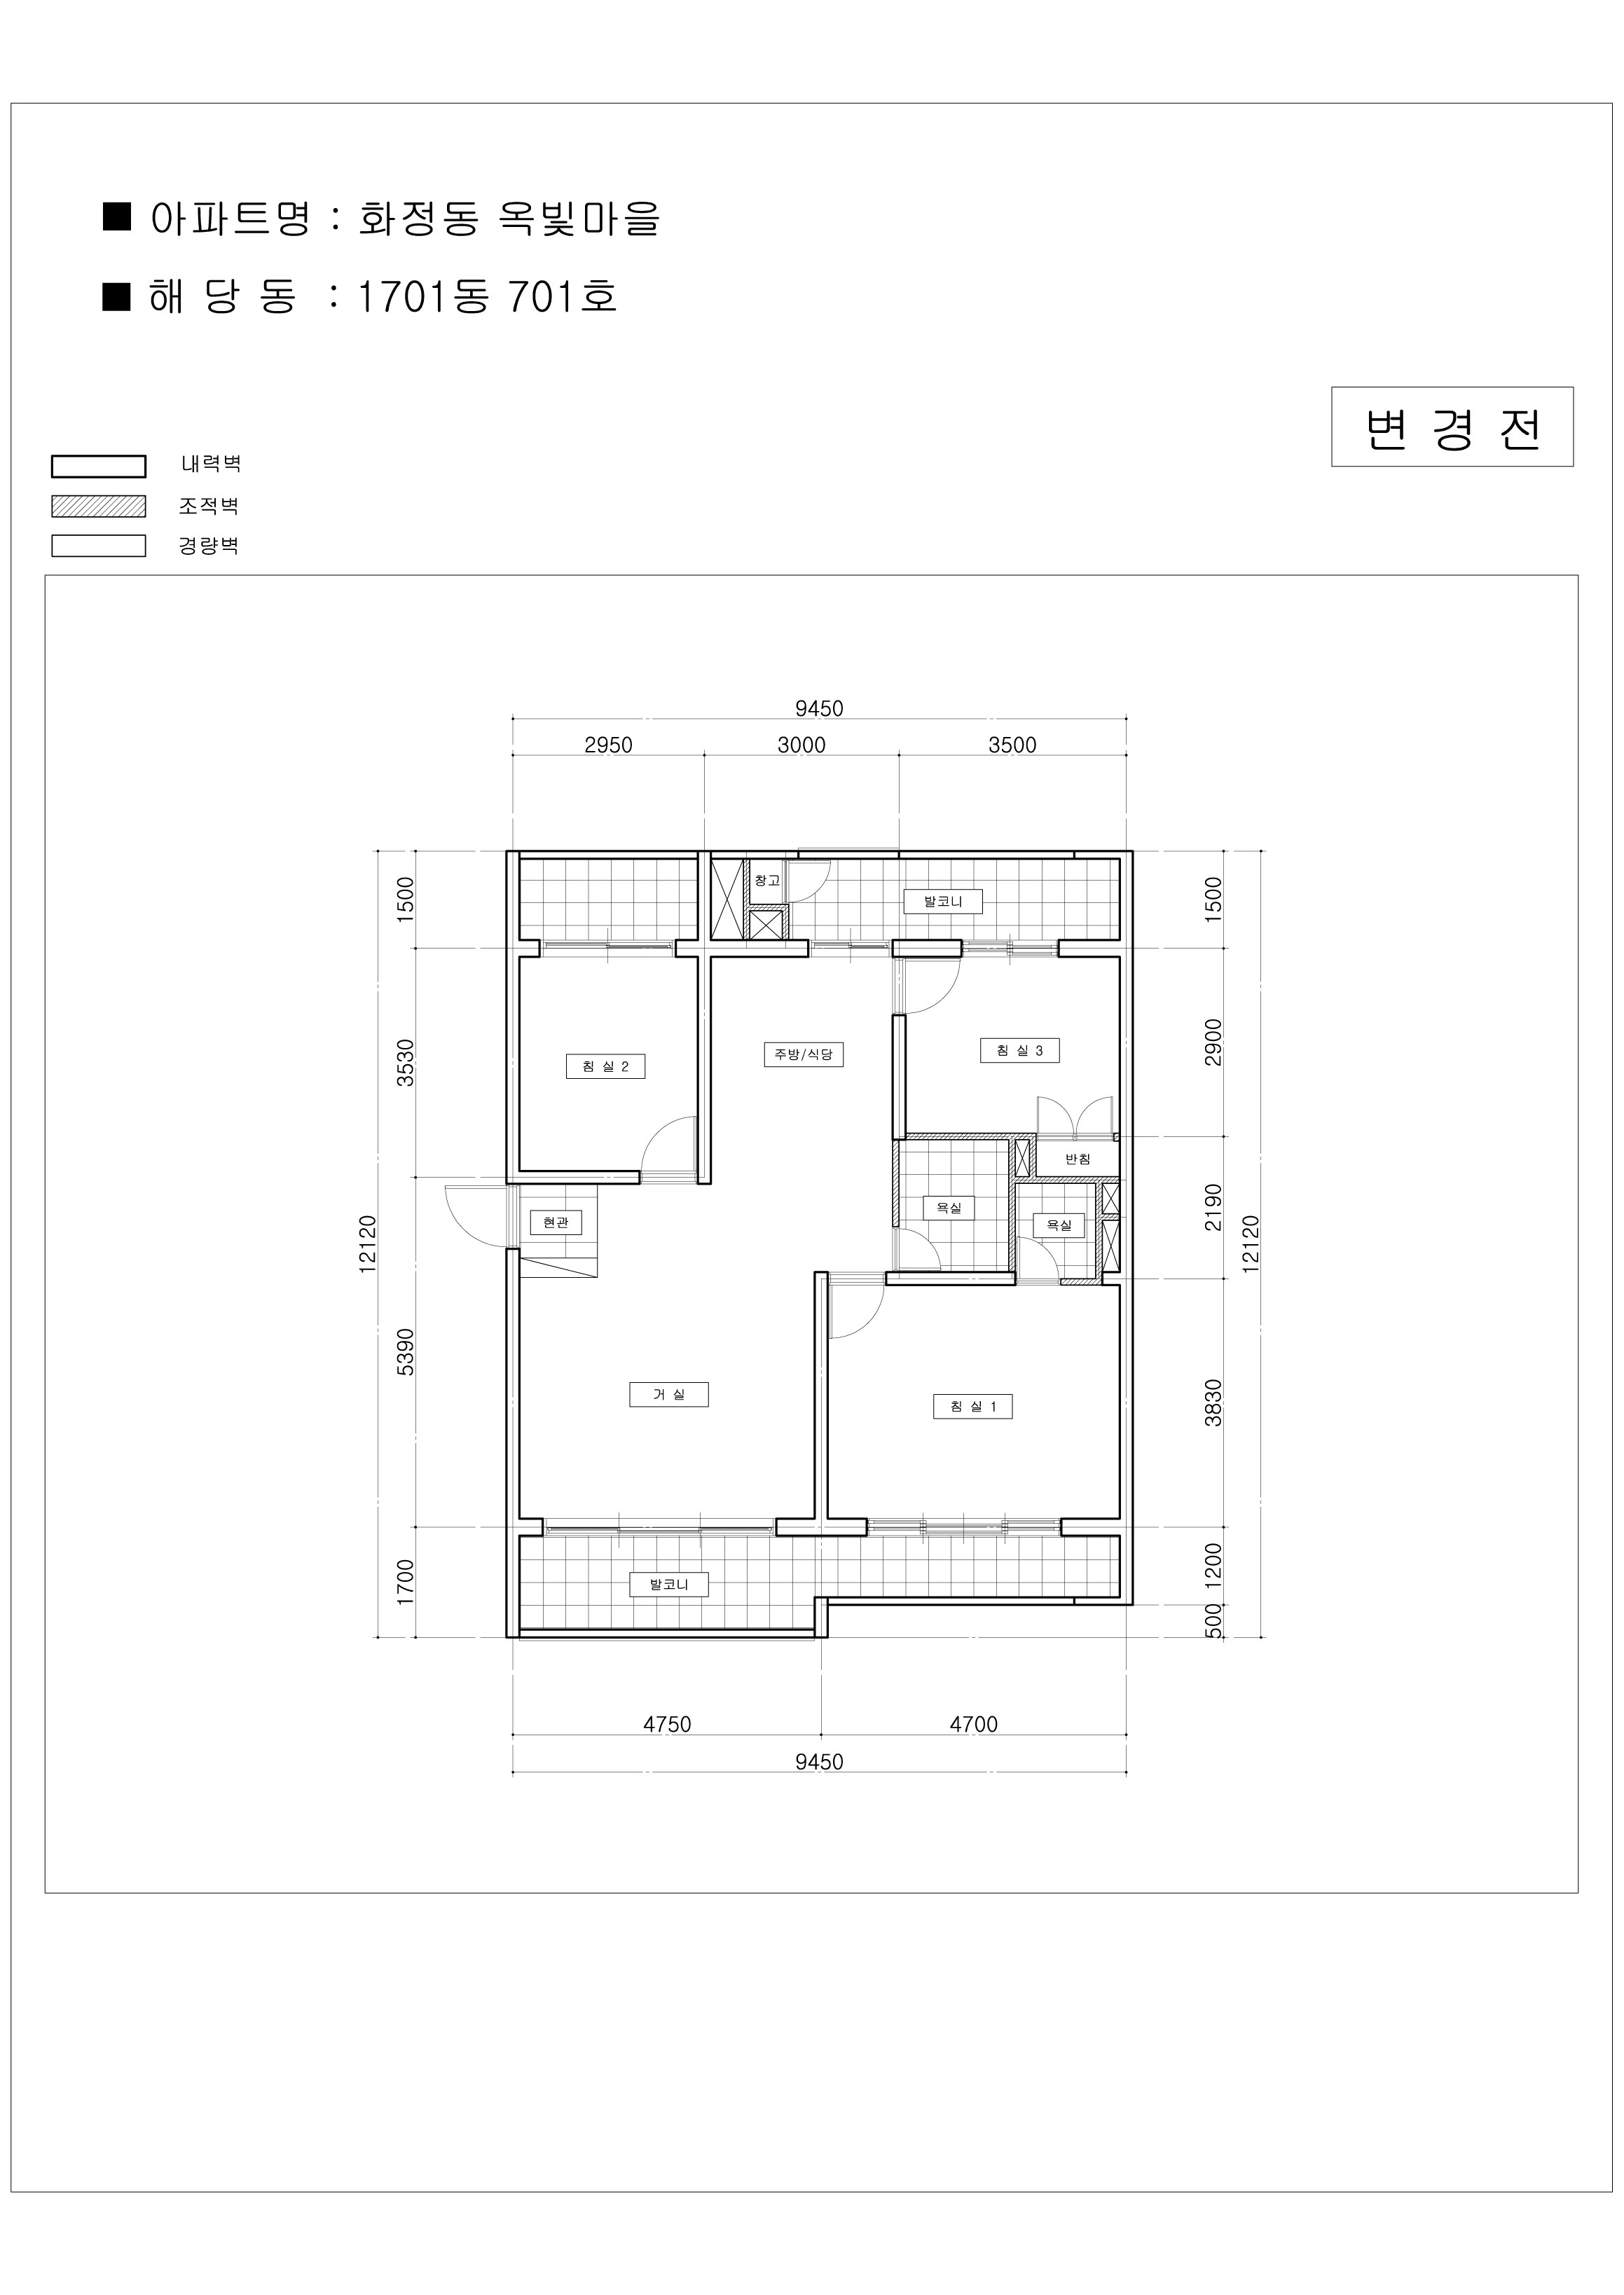 ■ 아파트명 : 화정동 옥빛마을
■ 해 당 동 : 1701동 701호
변 경 전
내력벽
조적벽
경량벽
9450
2950 3000 3500
1500
3530
5390
1700
12120
창고
발코니
침 실 2
주방/식당
침 실 3
반침
욕실
욕실
현관
거 실
침 실 1
발코니
1500
2900
2190
3830
1200
500
12120
4750 4700
9450